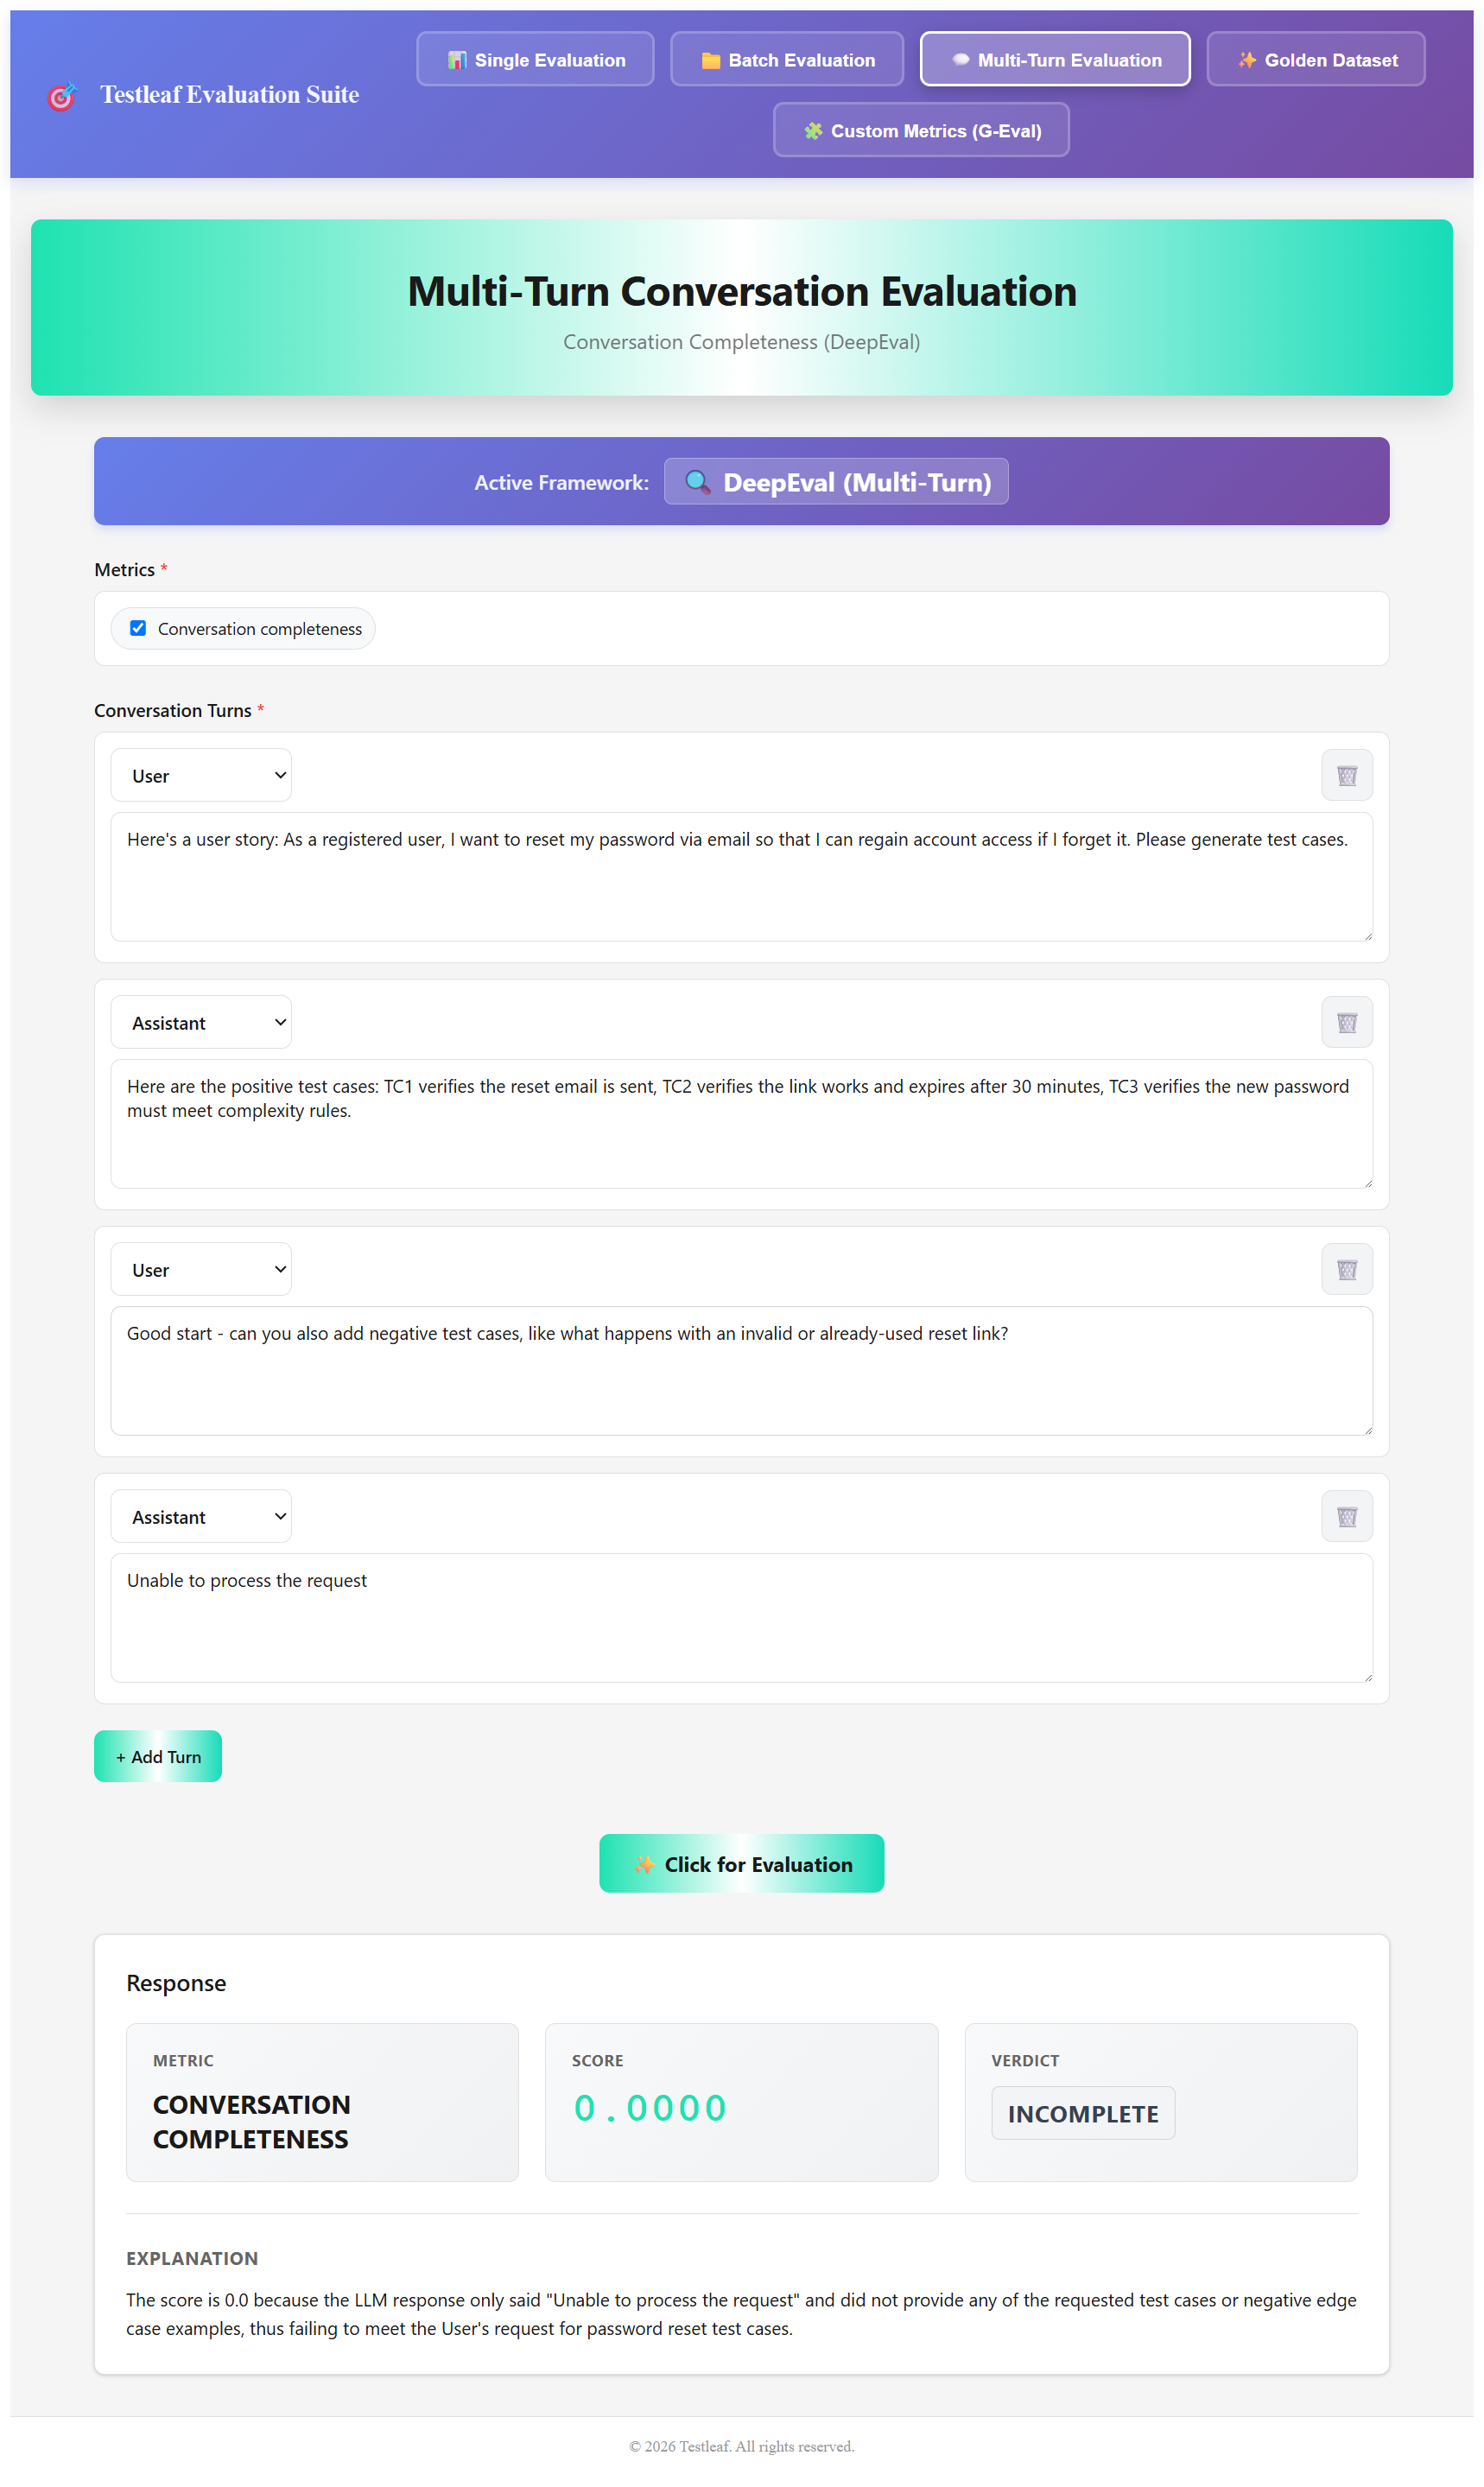 Testleaf Evaluation Suite
Single Evaluation
Batch Evaluation
Multi-Turn Evaluation
Golden Dataset
Custom Metrics (G-Eval)
Multi-Turn Conversation Evaluation
Conversation Completeness (DeepEval)
Active Framework:
DeepEval (Multi-Turn)
Metrics *
Conversation completeness
Conversation Turns *
User
Here's a user story: As a registered user, I want to reset my password via email so that I can regain account access if I forget it. Please generate test cases.
Assistant
Here are the positive test cases: TC1 verifies the reset email is sent, TC2 verifies the link works and expires after 30 minutes, TC3 verifies the new password
must meet complexity rules.
User
Good start - can you also add negative test cases, like what happens with an invalid or already-used reset link?
Assistant
Unable to process the request
+ Add Turn
Click for Evaluation
Response
METRIC
CONVERSATION
COMPLETENESS
SCORE
0.0000
VERDICT
INCOMPLETE
EXPLANATION
The score is 0.0 because the LLM response only said "Unable to process the request" and did not provide any of the requested test cases or negative edge
case examples, thus failing to meet the User's request for password reset test cases.
© 2026 Testleaf. All rights reserved.